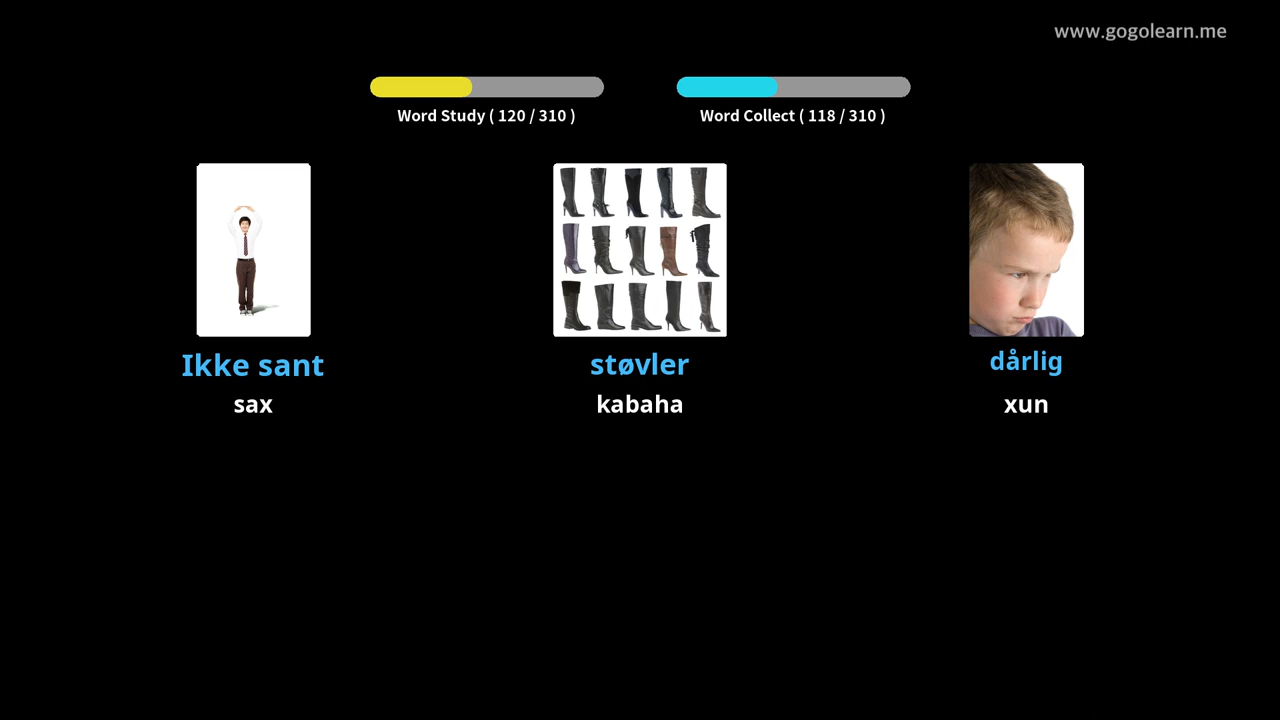 www.gogolearn.me
Word Study ( 120 / 310 )
Word Collect ( 118 / 310 )
Ikke sant
støvler
dårlig
sax
kabaha
xun